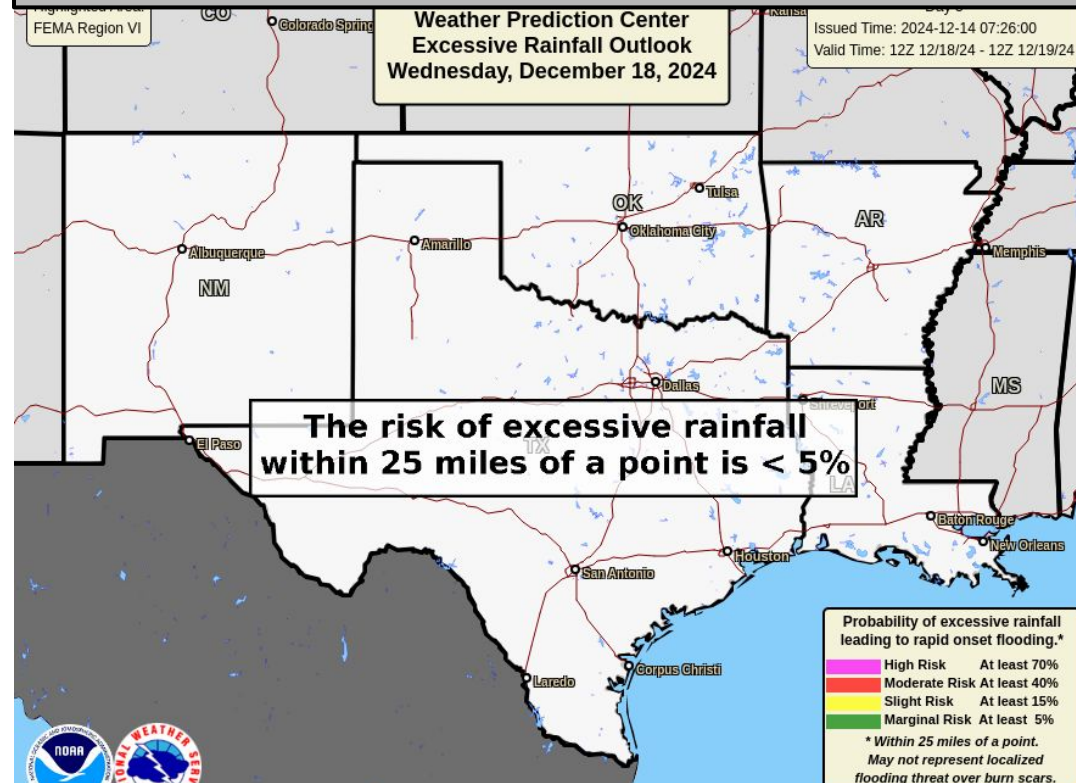 FEMA Region VI
Weather Prediction Center
Excessive Rainfall Outlook
Wednesday, December 18, 2024
Issued Time: 2024-12-14 07:26:00
Valid Time: 12Z 12/18/24 - 12Z 12/19/24
CO
Colorado Spring
Kansa
Tulsa
OK
Oklahoma City
AR
Albuquerque
Amarillo
Memphis
NM
Dallas
MS
Shreveport
The risk of excessive rainfall
within 25 miles of a point is < 5%
El Paso
TX
LA
Baton Rouge
New Orleans
Houston
San Antonio
Corpus Christi
Laredo
Probability of excessive rainfall
leading to rapid onset flooding.*
High Risk At least 70%
Moderate Risk At least 40%
Slight Risk At least 15%
Marginal Risk At least 5%
* Within 25 miles of a point.
May not represent localized
flooding threat over burn scars.
NOAA